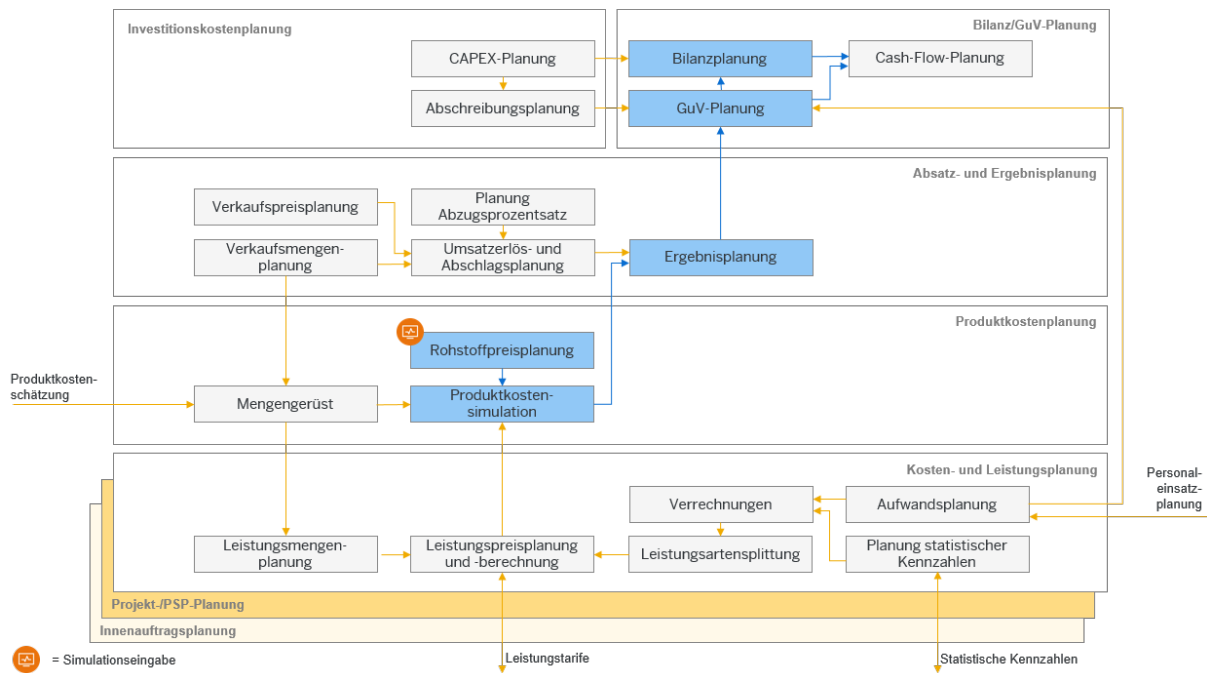 Investitionskostenplanung
CAPEX-Planung
Abschreibungsplanung
Bilanz/GuV-Planung
Bilanzplanung
Cash-Flow-Planung
GuV-Planung
Absatz- und Ergebnisplanung
Verkaufspreisplanung
Planung
Abzugsprozentsatz
Verkaufsmengen-
planung
Umsatzerlös- und
Abschlagsplanung
Ergebnisplanung
Produktkostenplanung
Rohstoffpreisplanung
Produktkosten-
schätzung
Mengengerüst
Produktkosten-
simulation
Kosten- und Leistungsplanung
Verrechnungen
Aufwandsplanung
Personal-
einsatz-
planung
Leistungsmengen-
planung
Leistungspreisplanung
und -berechnung
Leistungsartensplittung
Planung statistischer
Kennzahlen
Projekt-/PSP-Planung
Innenauftragsplanung
= Simulationseingabe
Leistungstarife
Statistische Kennzahlen